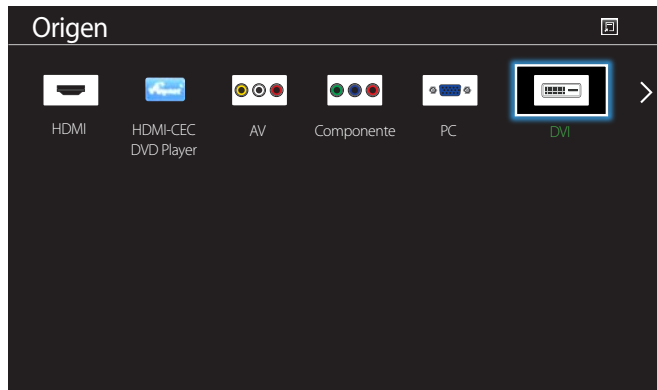 Origen
HDMI
HDMI-CEC
DVD Player
AV
Componente
PC
DVI